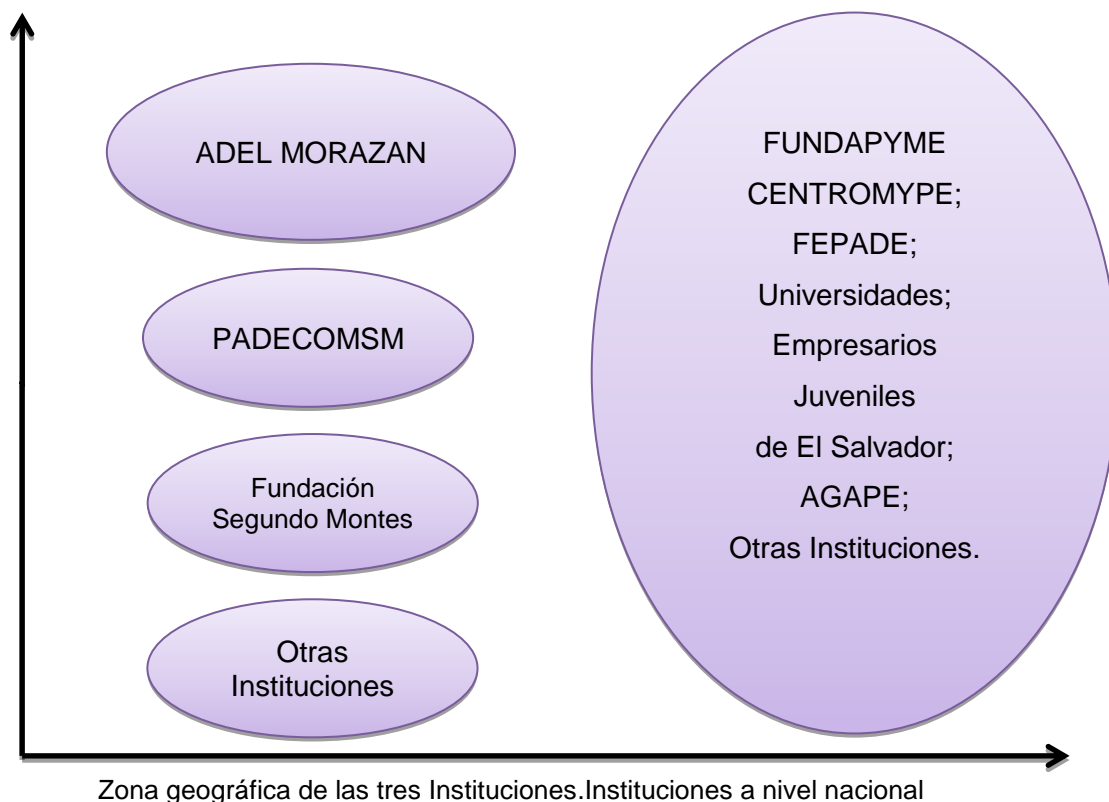 ADEL MORAZAN
PADECOMSM
Fundación
Segundo Montes
Otras
Instituciones
FUNDAPYME
CENTROMYPE;
FEPADE;
Universidades;
Empresarios
Juveniles
de El Salvador;
AGAPE;
Otras Instituciones.
Zona geográfica de las tres Instituciones.Instituciones a nivel nacional